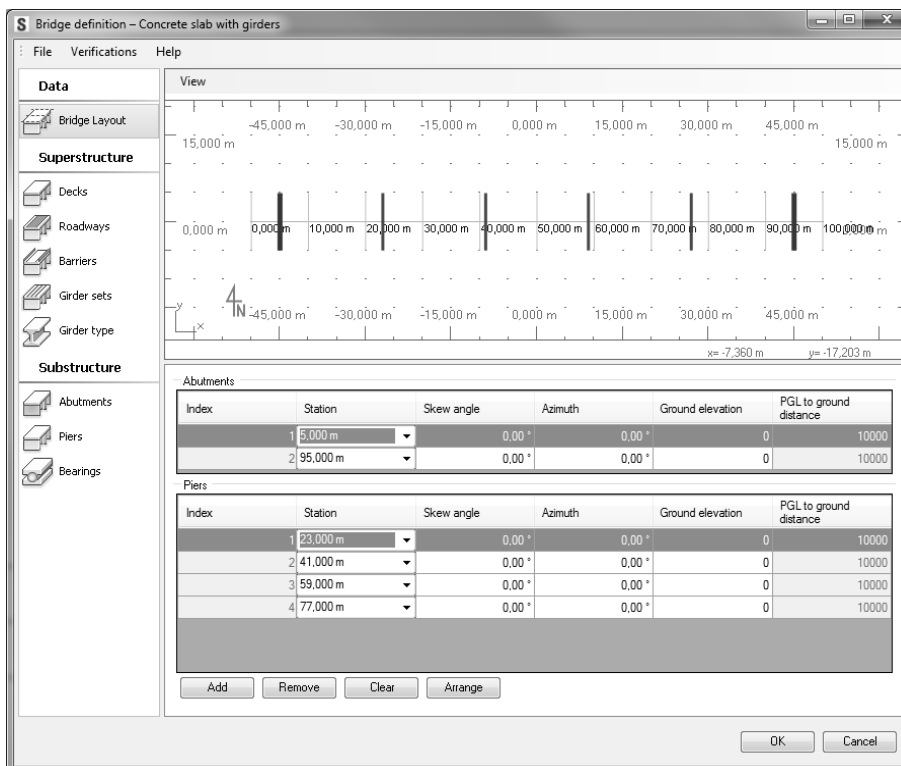 S Bridge definition – Concrete slab with girders
File Verifications Help
Data
Bridge Layout
Superstructure
Decks
Roadways
Barriers
Girder sets
Girder type
Substructure
Abutments
Piers
Bearings
View
-45,000 m -30,000 m -15,000 m 0,000 m 15,000 m 30,000 m 45,000 m
15,000 m 15,000 m
0,000 m 0,000 m 10,000 m 20,000 m 30,000 m 40,000 m 50,000 m 60,000 m 70,000 m 80,000 m 90,000 m 100,000 m
y N x
-45,000 m -30,000 m -15,000 m 0,000 m 15,000 m 30,000 m 45,000 m
x= -7,360 m y= -17,203 m
Abutments
Index Station Skew angle Azimuth Ground elevation PGL to ground distance
1 5,000 m 0,00 ° 0,00 ° 0 10000
2 95,000 m 0,00 ° 0,00 ° 0 10000
Piers
Index Station Skew angle Azimuth Ground elevation PGL to ground distance
1 23,000 m 0,00 ° 0,00 ° 0 10000
2 41,000 m 0,00 ° 0,00 ° 0 10000
3 59,000 m 0,00 ° 0,00 ° 0 10000
4 77,000 m 0,00 ° 0,00 ° 0 10000
Add Remove Clear Arrange
OK Cancel